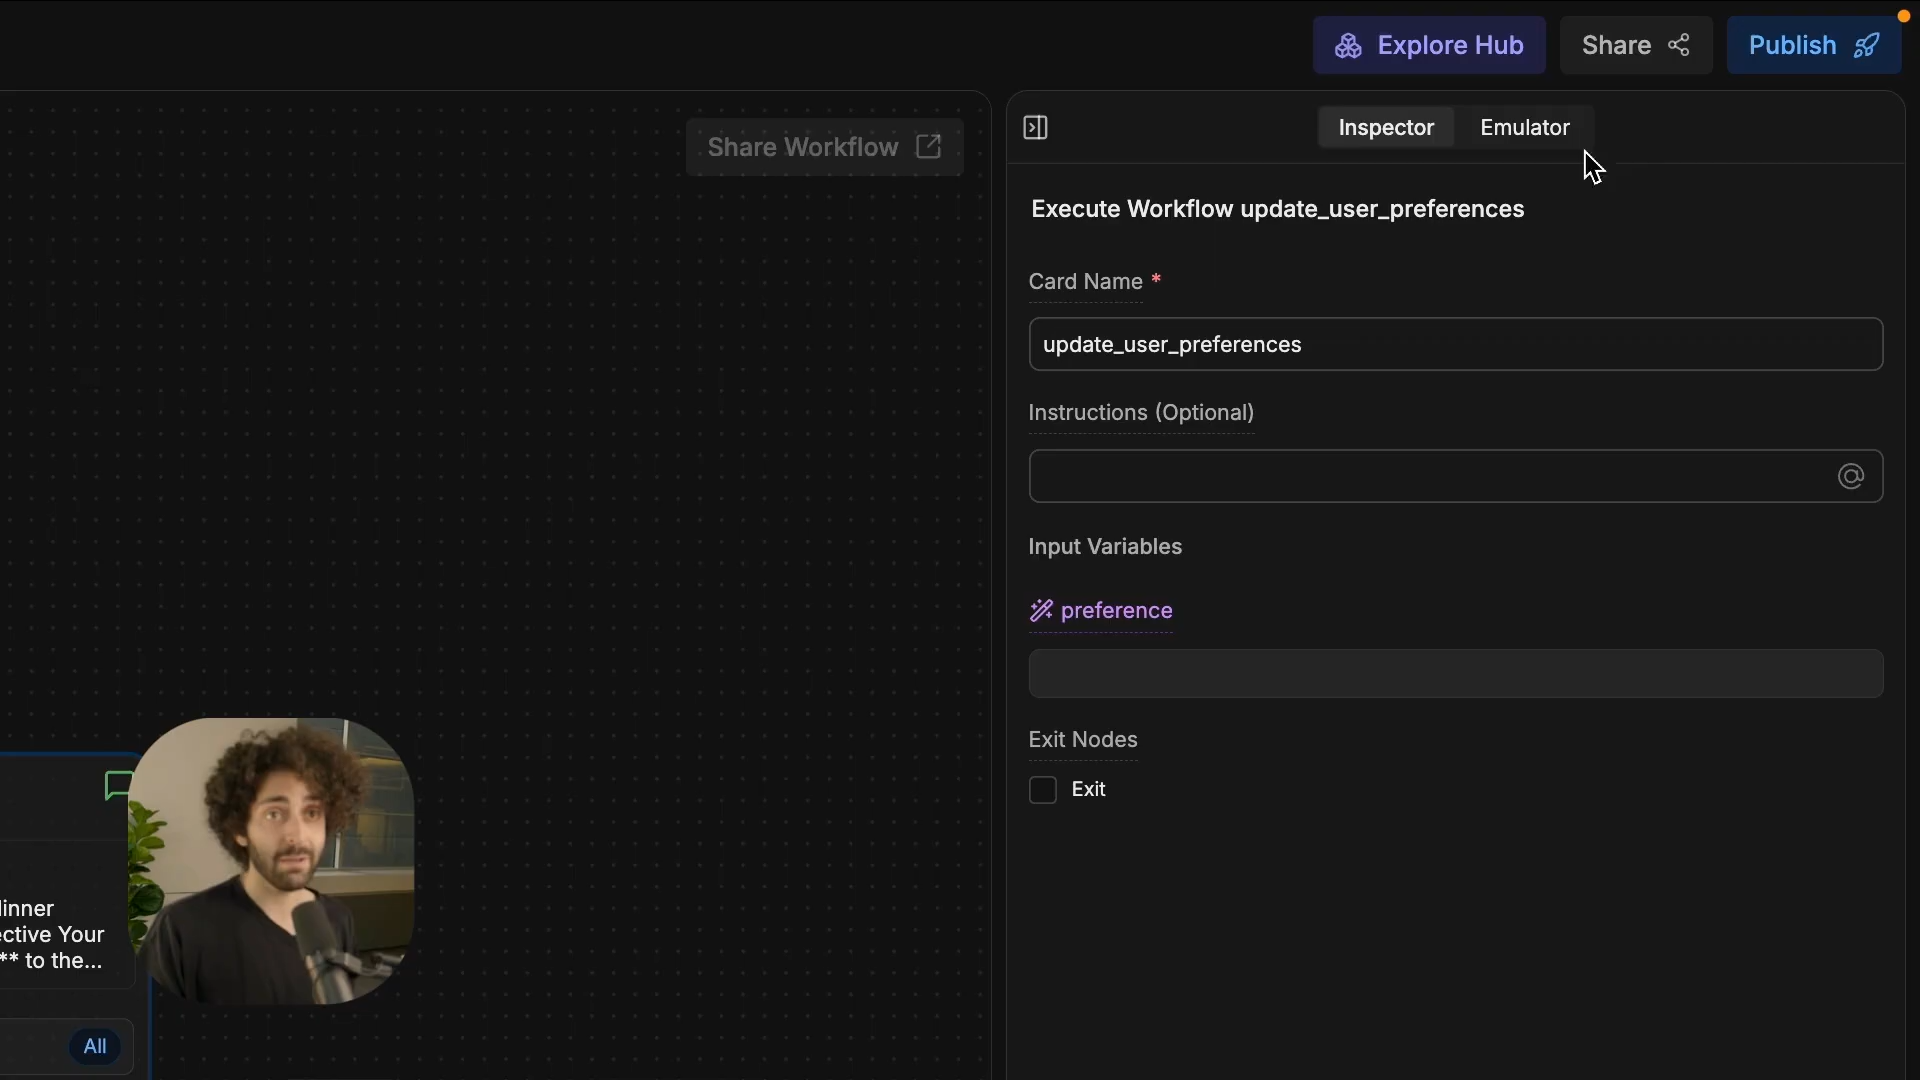 Explore Hub
Share
Publish
Share Workflow
Inspector
Emulator
Execute Workflow update_user_preferences
Card Name *
update_user_preferences
Instructions (Optional)
Input Variables
preference
Exit Nodes
Exit
linner
ective Your
** to the...
All